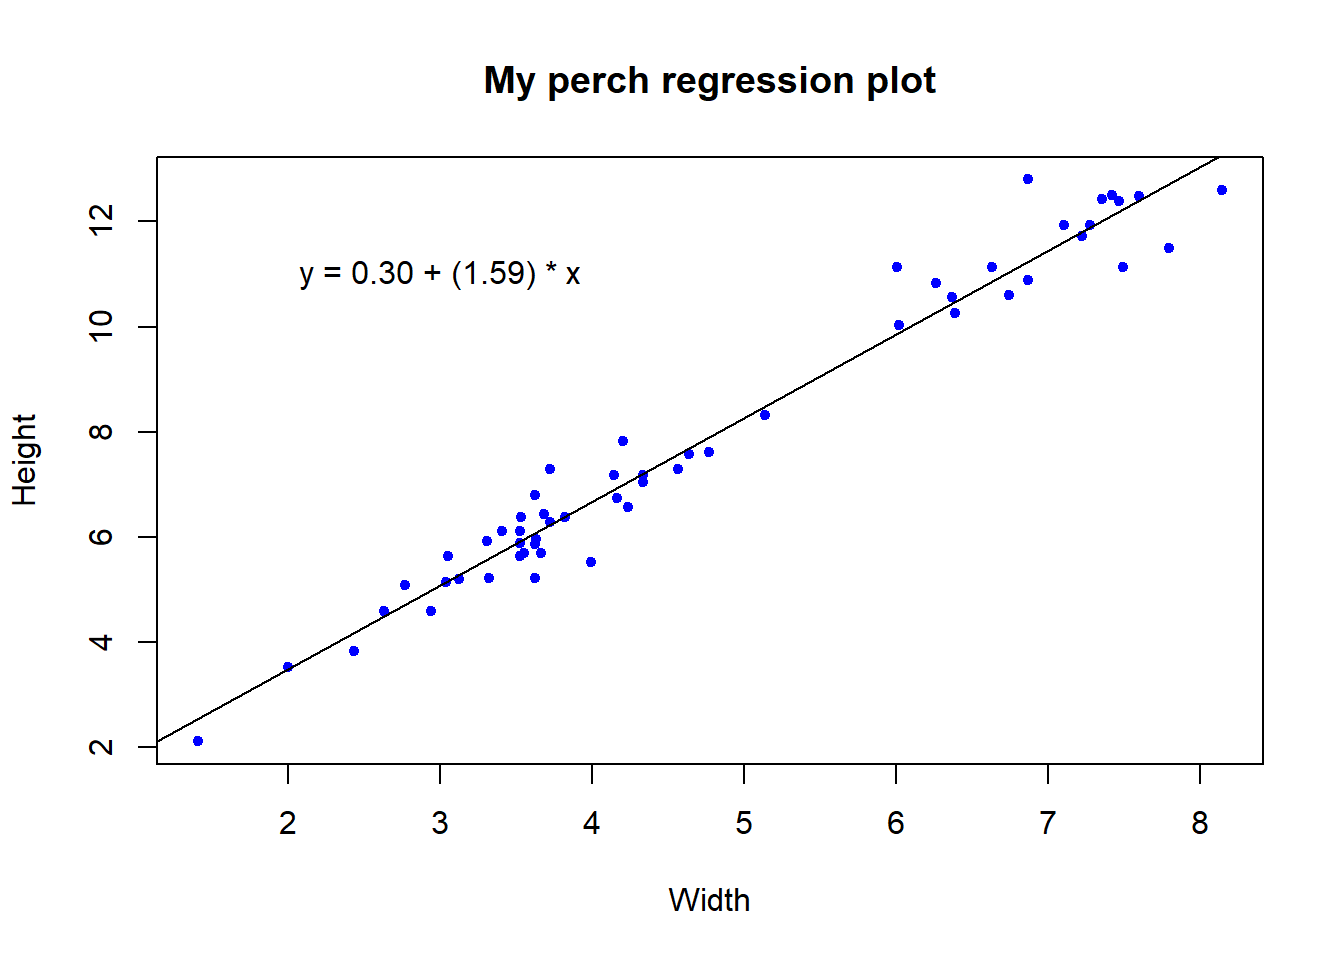 My perch regression plot
y = 0.30 + (1.59) * x
Height
12
10
8
6
4
2
2 3 4 5 6 7 8
Width